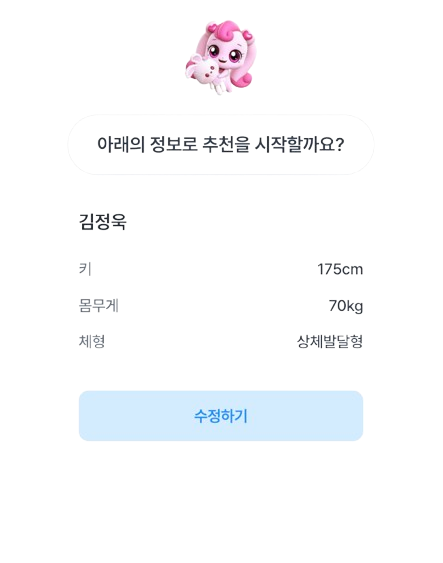 아래의 정보로 추천을 시작할까요?
김정욱
키 175cm
몸무게 70kg
체형 상체발달형
수정하기